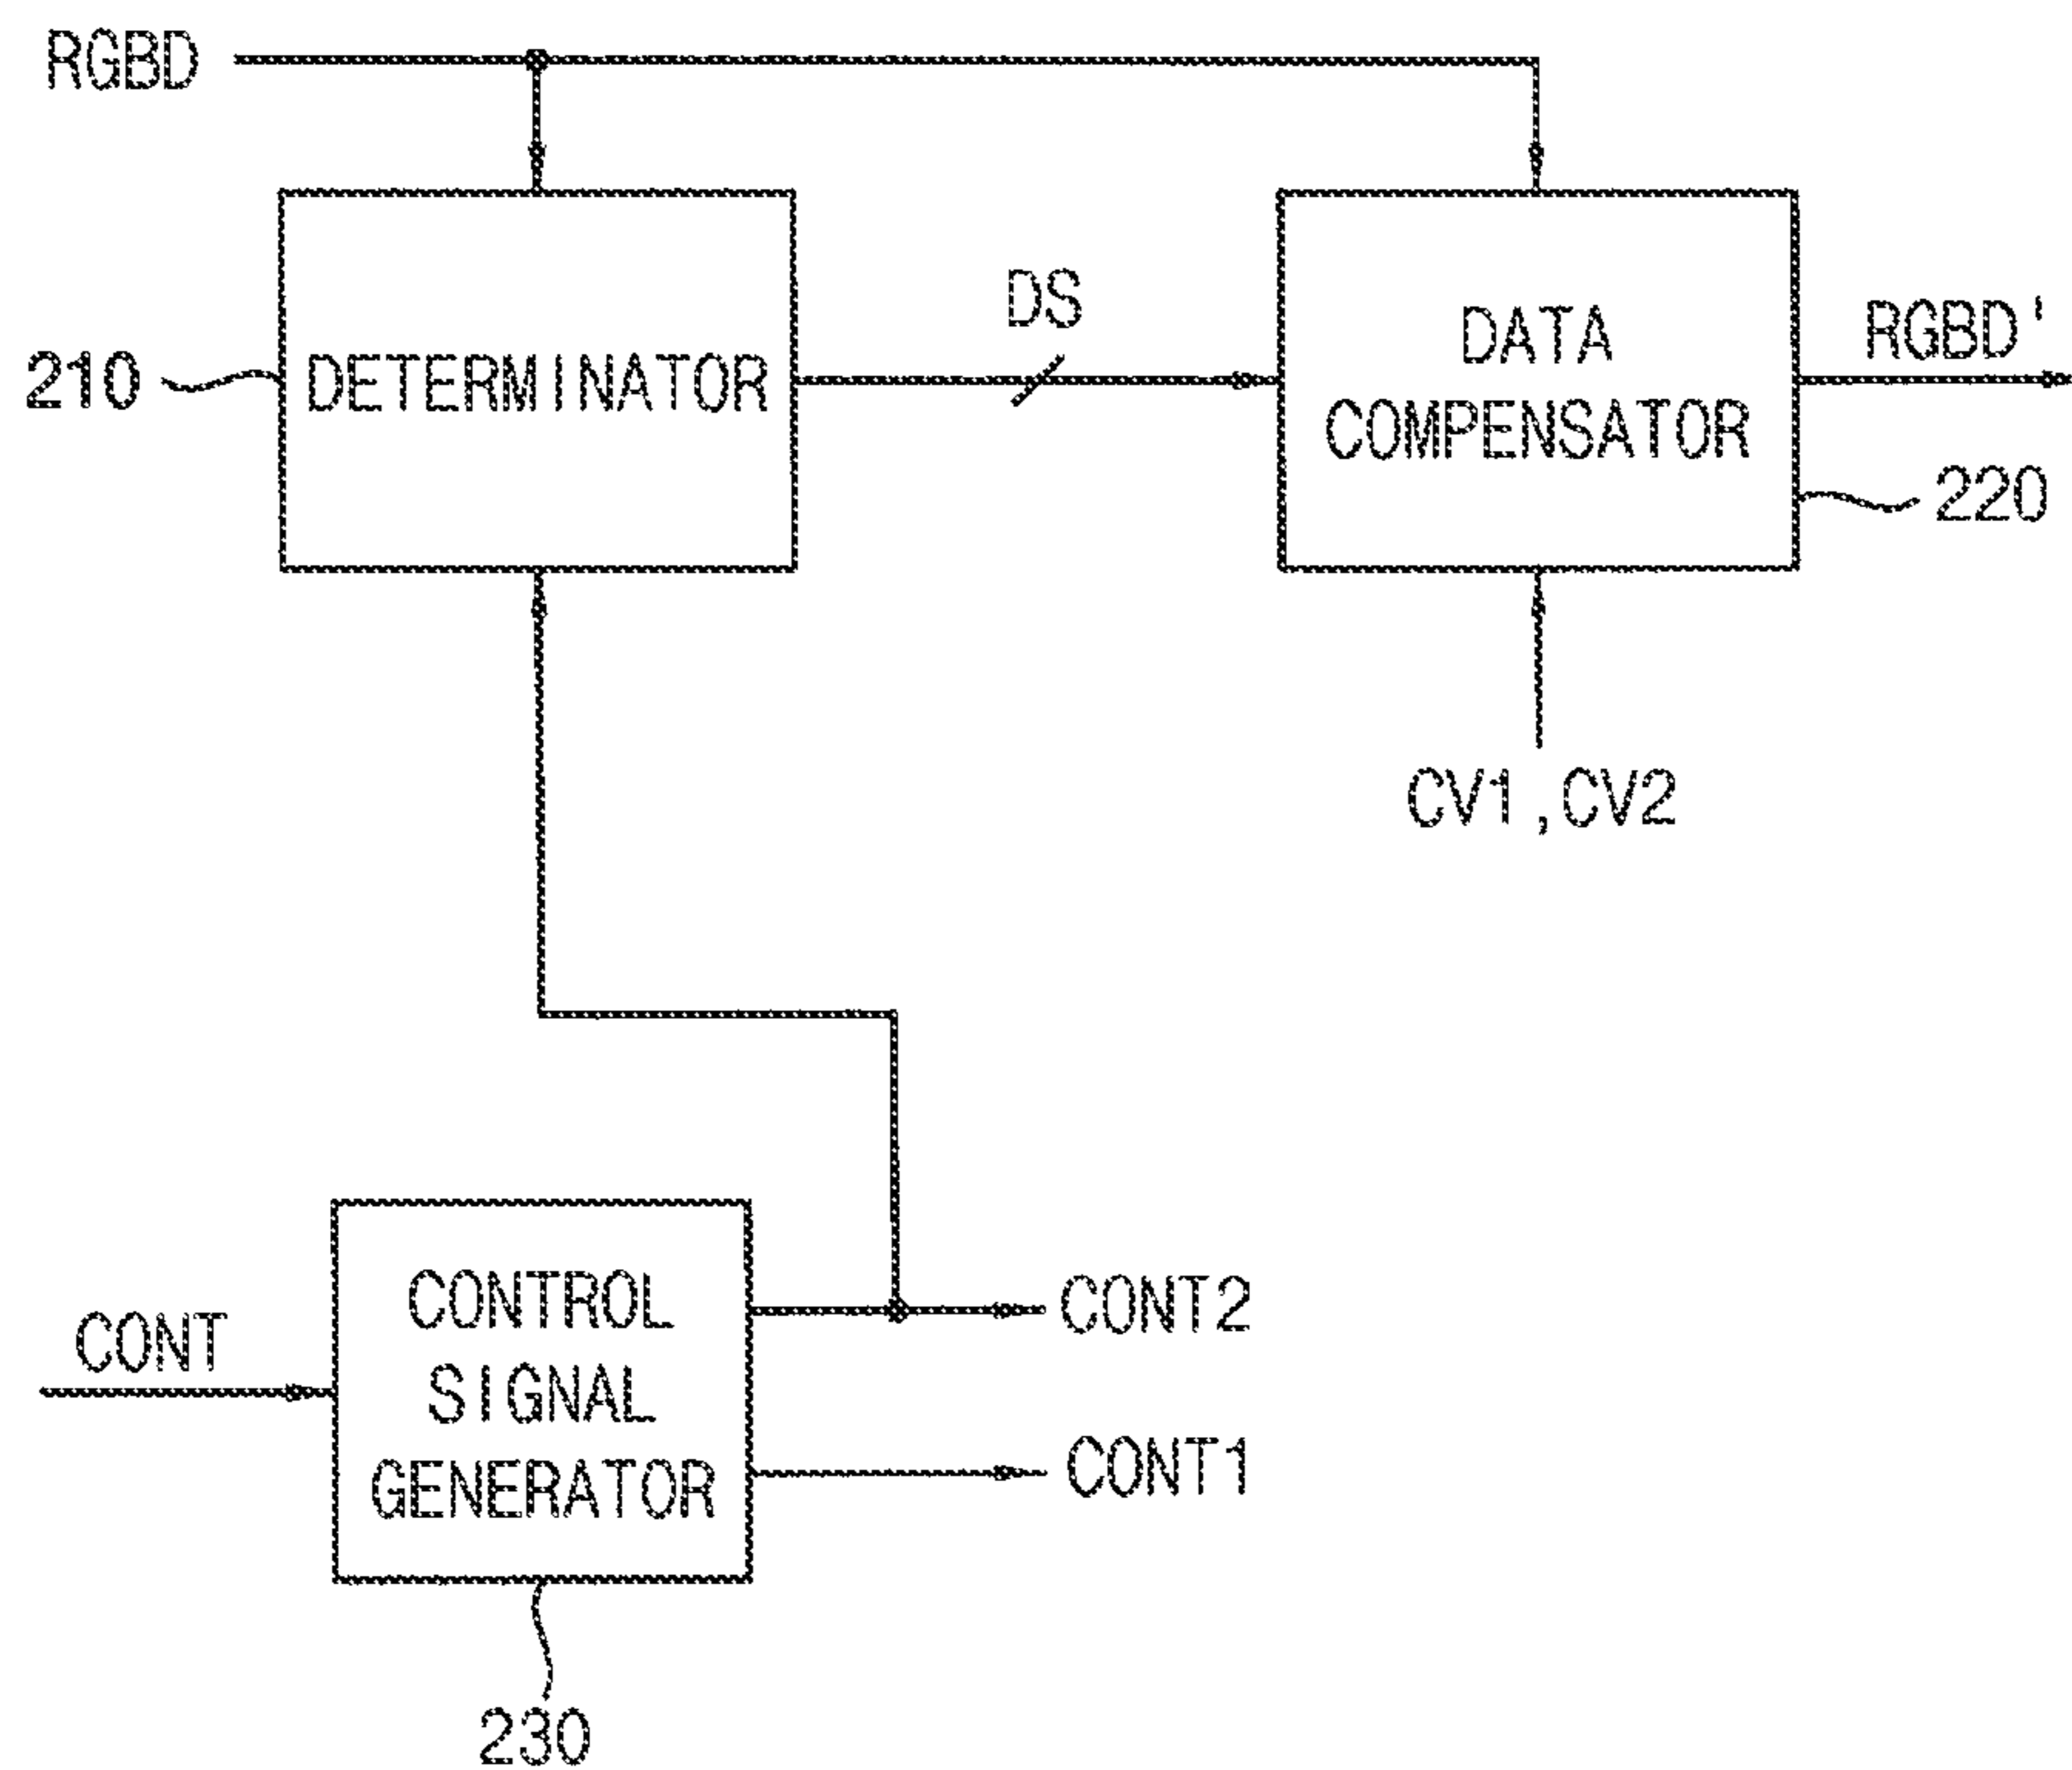 RGBD
DS
DATA
COMPENSATOR
RGBD'
210
DETERMINATOR
220
CV1,CV2
CONT
CONTROL
SIGNAL
GENERATOR
CONT2
CONT1
230